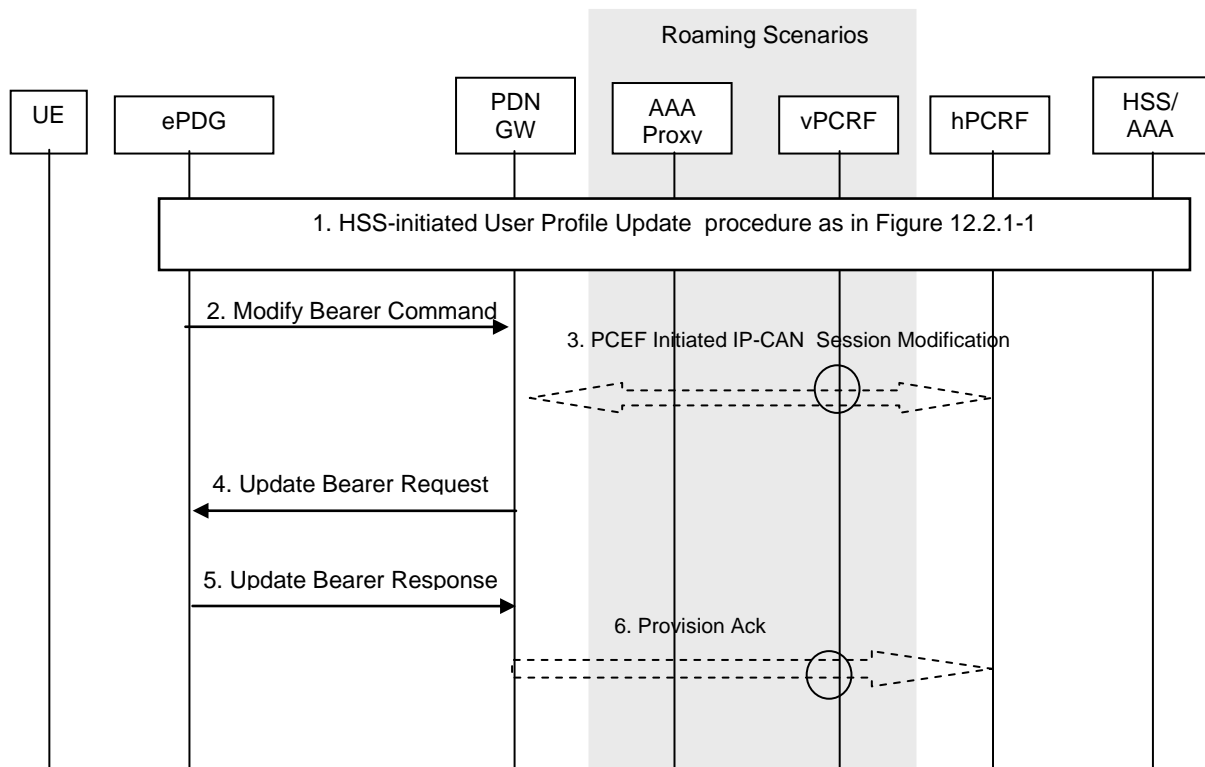 Roaming Scenarios
UE
ePDG
PDN
GW
AAA
Proxy
vPCRF
hPCRF
HSS/
AAA
1. HSS-initiated User Profile Update procedure as in Figure 12.2.1-1
2. Modify Bearer Command
3. PCEF Initiated IP-CAN Session Modification
4. Update Bearer Request
5. Update Bearer Response
6. Provision Ack